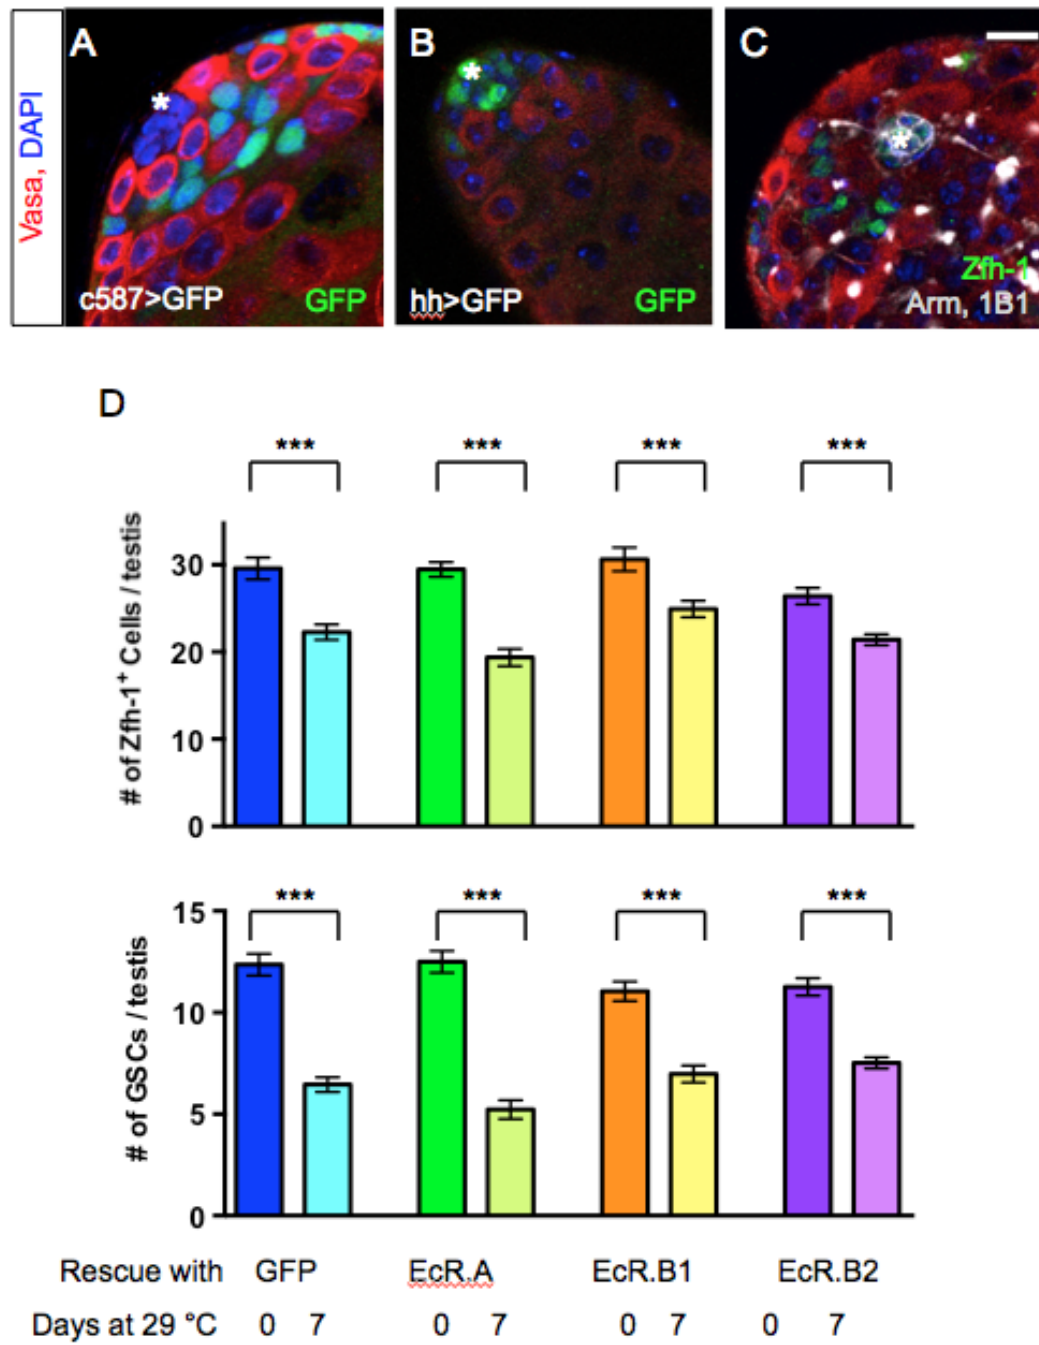 Vasa, DAPI
A
*
c587>GFP
GFP
B
*
hh>GFP
GFP
C
*
Zfh-1
Arm, 1B1
D
*** *** *** ***
# of Zfh-1⁺ Cells / testis
30
20
10
0
*** *** *** ***
# of GSCs / testis
15
10
5
0
Rescue with GFP EcR.A EcR.B1 EcR.B2
Days at 29 °C 0 7 0 7 0 7 0 7